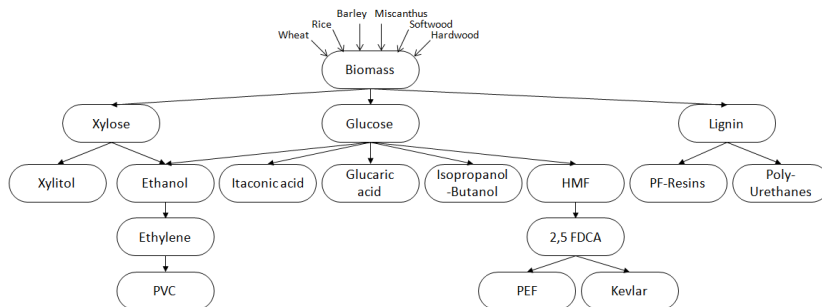 Barley Miscanthus
Rice Softwood
Wheat Hardwood
Biomass
Xylose Glucose Lignin
Xylitol Ethanol Itaconic acid Glucaric
acid Isopropanol
-Butanol HMF PF-Resins Poly-
Urethanes
Ethylene 2,5 FDCA
PVC PEF Kevlar